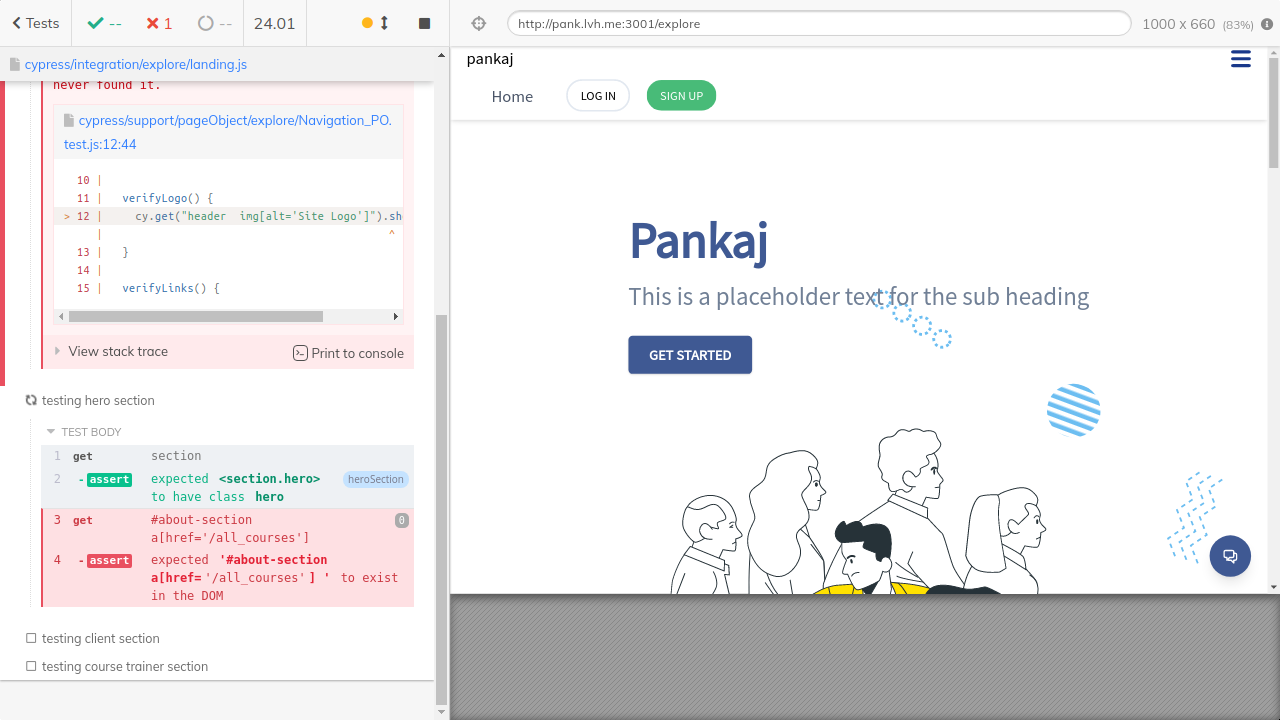 Tests -- 1 -- 24.01
cypress/integration/explore/landing.js
never found it.
cypress/support/pageObject/explore/Navigation_PO.
test.js:12:44
10 |
11 |   verifyLogo() {
> 12 |     cy.get("header  img[alt='Site Logo']").sh
|                                            ^
13 |   }
14 |
15 |   verifyLinks() {
View stack trace
Print to console
testing hero section
TEST BODY
1 get section
2 -assert expected <section.hero> heroSection
to have class hero
3 get #about-section 0
a[href='/all_courses']
4 -assert expected '#about-section
a[href='/all_courses'] ' to exist
in the DOM
testing client section
testing course trainer section
http://pank.lvh.me:3001/explore
1000 x 660 (83%)
pankaj
Home LOG IN SIGN UP
Pankaj
This is a placeholder text for the sub heading
GET STARTED